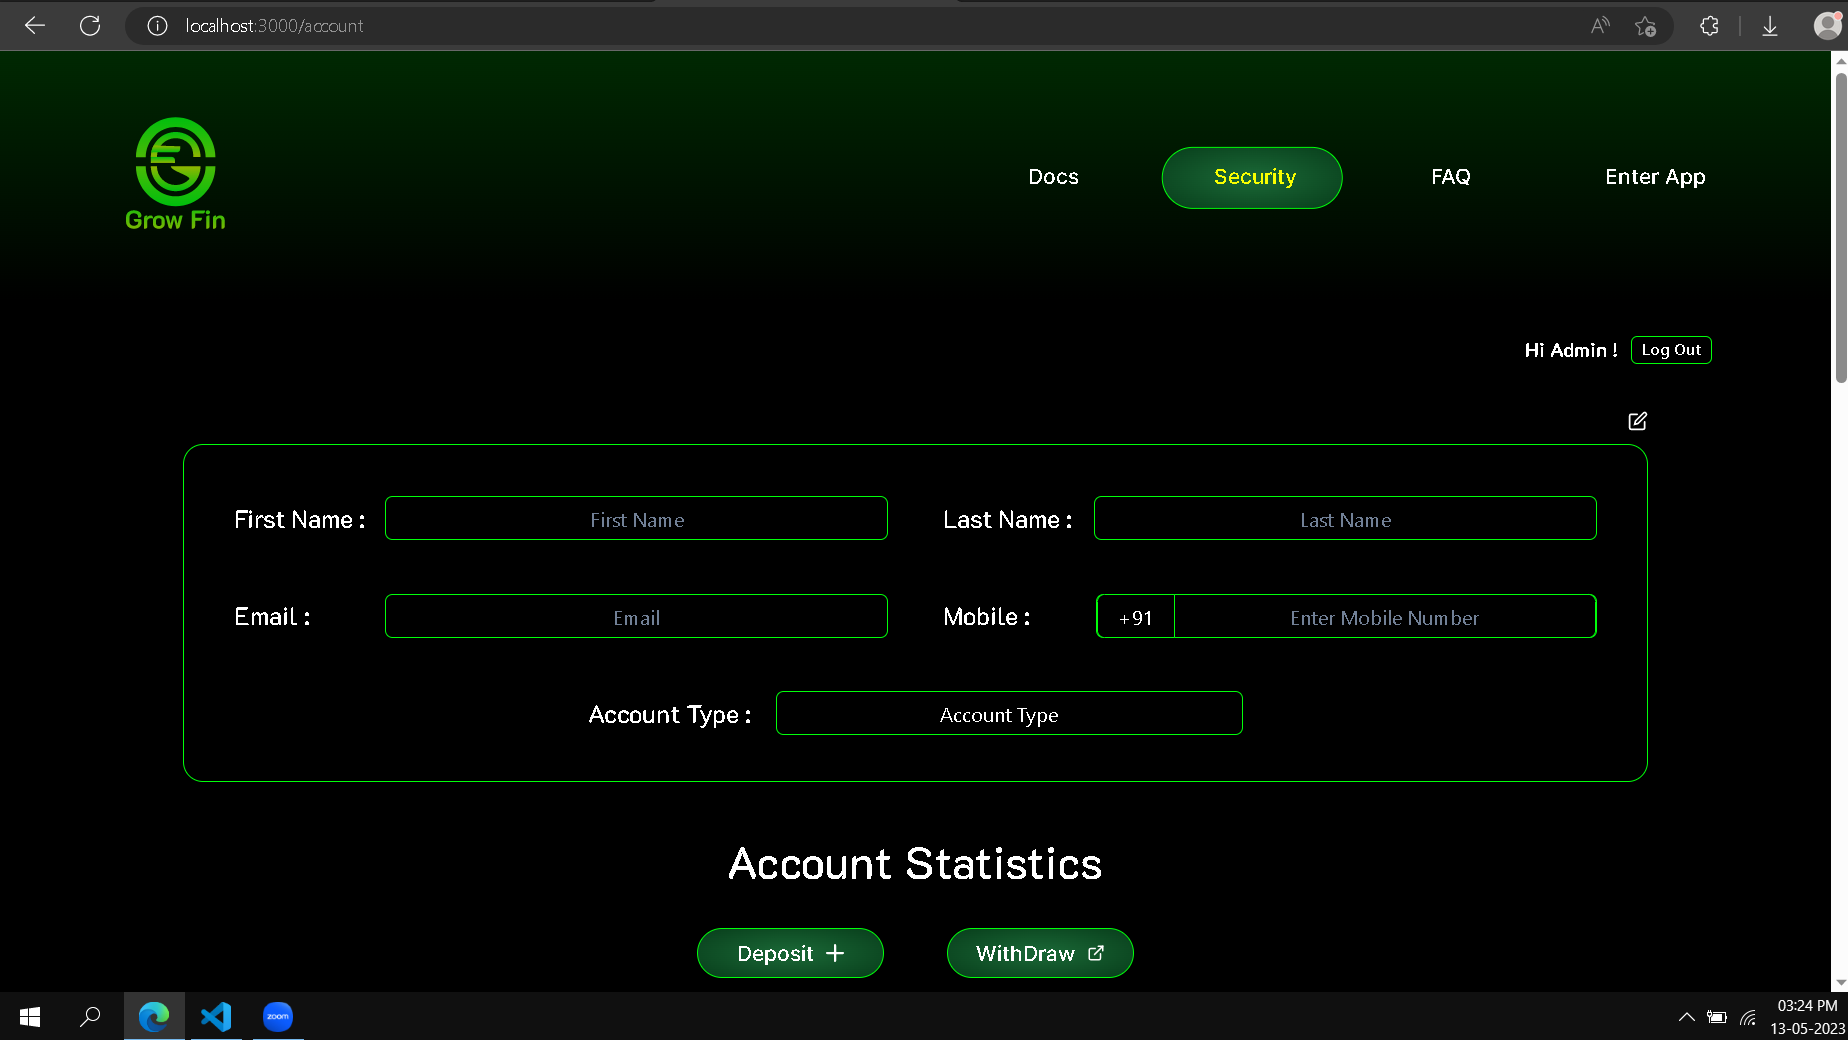 localhost:3000/account
Docs Security FAQ Enter App
Grow Fin
Hi Admin ! Log Out
First Name : First Name Last Name : Last Name
Email : Email Mobile : +91 Enter Mobile Number
Account Type : Account Type
Account Statistics
Deposit WithDraw
zoom
03:24 PM
13-05-2023